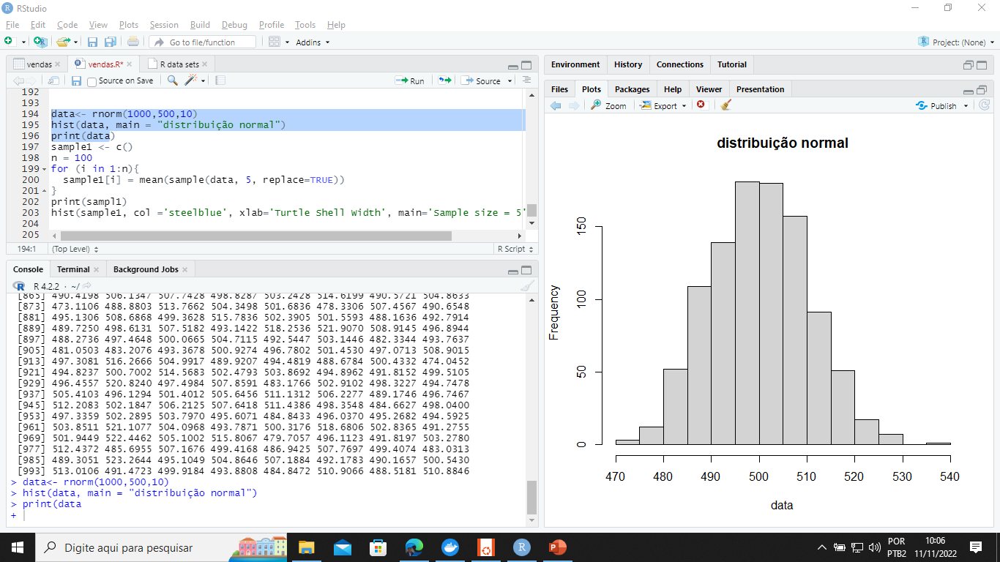 RStudio
File Edit Code View Plots Session Build Debug Profile Tools Help
Go to file/function Addins Project: (None)
vendas vendas.R* R data sets
Source on Save Run Source
192
193
194 data<- rnorm(1000,500,10)
195 hist(data, main = "distribuição normal")
196 print(data)
197 sample1 <- c()
198 n = 100
199 for (i in 1:n){
200 sample1[i] = mean(sample(data, 5, replace=TRUE))
201 }
202 print(sampl1)
203 hist(sample1, col ='steelblue', xlab='Turtle Shell Width', main='Sample size = 5'
204
205
194:1 (Top Level) R Script
Console Terminal Background Jobs
R 4.2.2 · ~/
[865] 490.4198 506.1347 507.7428 498.8287 503.2428 514.6199 490.5721 504.8633
[873] 473.1106 488.8803 513.7662 504.3498 501.6836 478.3306 507.4567 490.6548
[881] 495.1306 508.6868 499.3628 515.7836 502.3905 501.5593 488.1636 492.7914
[889] 489.7250 498.6131 507.5182 493.1422 518.2536 521.9070 508.9145 496.8944
[897] 488.2736 497.4648 500.0665 504.7115 492.5447 503.1446 482.3344 493.7637
[905] 481.0503 483.2076 493.3678 500.9274 496.7802 501.4530 497.0713 508.9015
[913] 497.3081 516.2666 504.9917 489.9207 494.4819 488.6784 500.4332 474.0452
[921] 494.8237 500.7002 514.5683 502.4793 503.8692 494.8962 491.8152 499.5105
[929] 496.4557 520.8240 497.4984 507.8591 483.1766 502.9102 498.3227 494.7478
[937] 505.4103 496.1294 501.4012 505.6456 511.1312 506.2277 489.1746 496.7467
[945] 512.2083 502.1847 506.2125 507.6418 511.4386 498.3548 484.6627 498.0400
[953] 497.3359 502.2895 503.7970 495.6071 484.8433 496.0370 495.2682 494.5925
[961] 503.8511 521.1077 504.0968 493.7871 500.3176 518.6806 502.8365 491.2755
[969] 501.9449 522.4462 505.1002 515.8067 479.7057 496.1123 491.8197 503.2780
[977] 512.4372 485.6955 507.1676 499.4168 486.9425 507.7697 499.4074 483.0313
[985] 489.3051 523.2644 495.1049 504.8646 507.1884 492.1783 490.1657 500.5430
[993] 513.0106 491.4723 499.9184 493.8808 484.8472 510.9066 488.5181 510.8846
> data<- rnorm(1000,500,10)
> hist(data, main = "distribuição normal")
> print(data
+
Environment History Connections Tutorial
Files Plots Packages Help Viewer Presentation
Zoom Export Publish
distribuição normal
Frequency
150
100
50
0
470 480 490 500 510 520 530 540
data
Digite aqui para pesquisar
POR
PTB2
10:06
11/11/2022